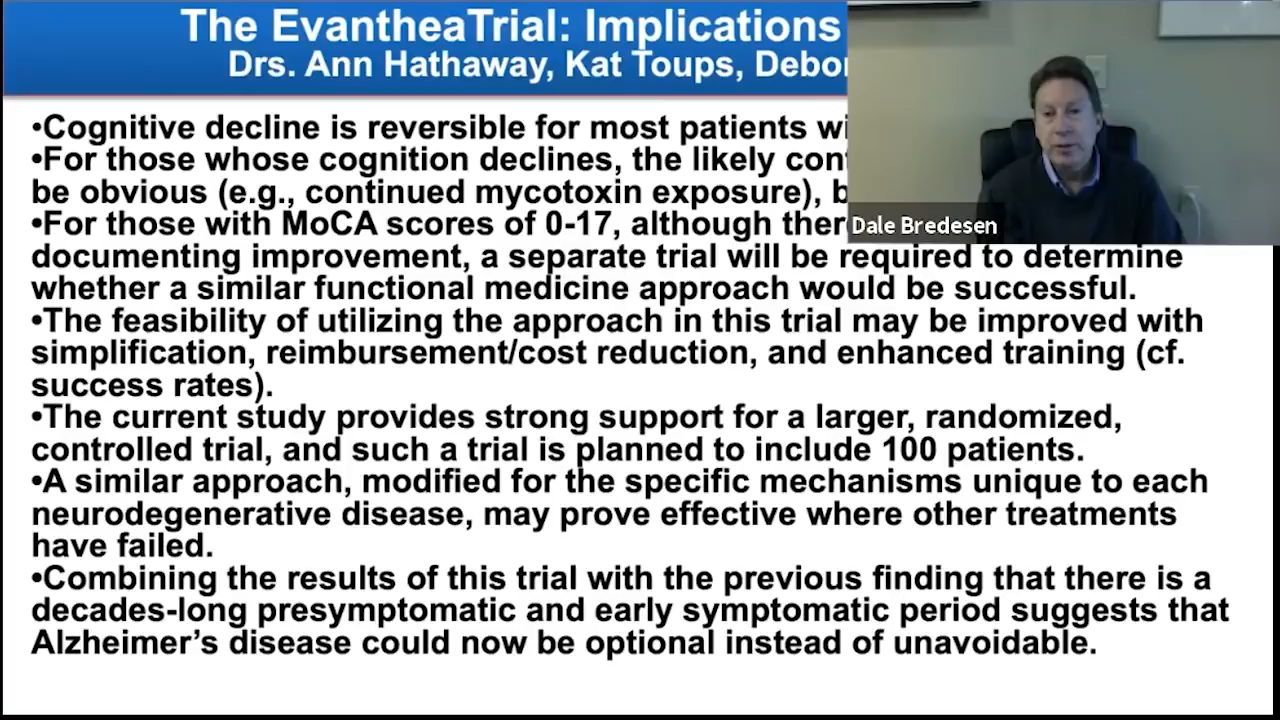 The EvantheaTrial: Implications
Drs. Ann Hathaway, Kat Toups,
•Cognitive decline is reversible for most patients
•For those whose cognition declines, the likely
be obvious (e.g., continued mycotoxin exposure),
•For those with MoCA scores of 0-17, although
documenting improvement, a separate trial will be required to determine
whether a similar functional medicine approach would be successful.
•The feasibility of utilizing the approach in this trial may be improved with
simplification, reimbursement/cost reduction, and enhanced training (cf.
success rates).
•The current study provides strong support for a larger, randomized,
controlled trial, and such a trial is planned to include 100 patients.
•A similar approach, modified for the specific mechanisms unique to each
neurodegenerative disease, may prove effective where other treatments
have failed.
•Combining the results of this trial with the previous finding that there is a
decades-long presymptomatic and early symptomatic period suggests that
Alzheimer’s disease could now be optional instead of unavoidable.
Dale Bredesen